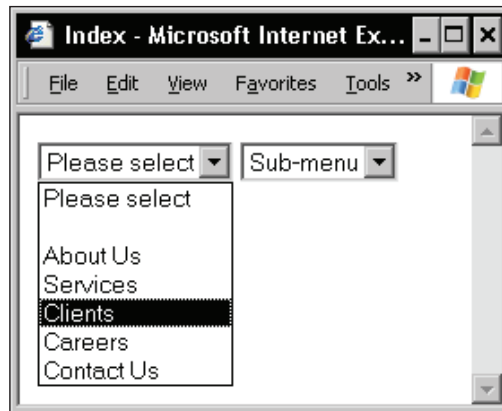 Index - Microsoft Internet Ex...
File Edit View Favorites Tools »
Please select Sub-menu
Please select
About Us
Services
Clients
Careers
Contact Us